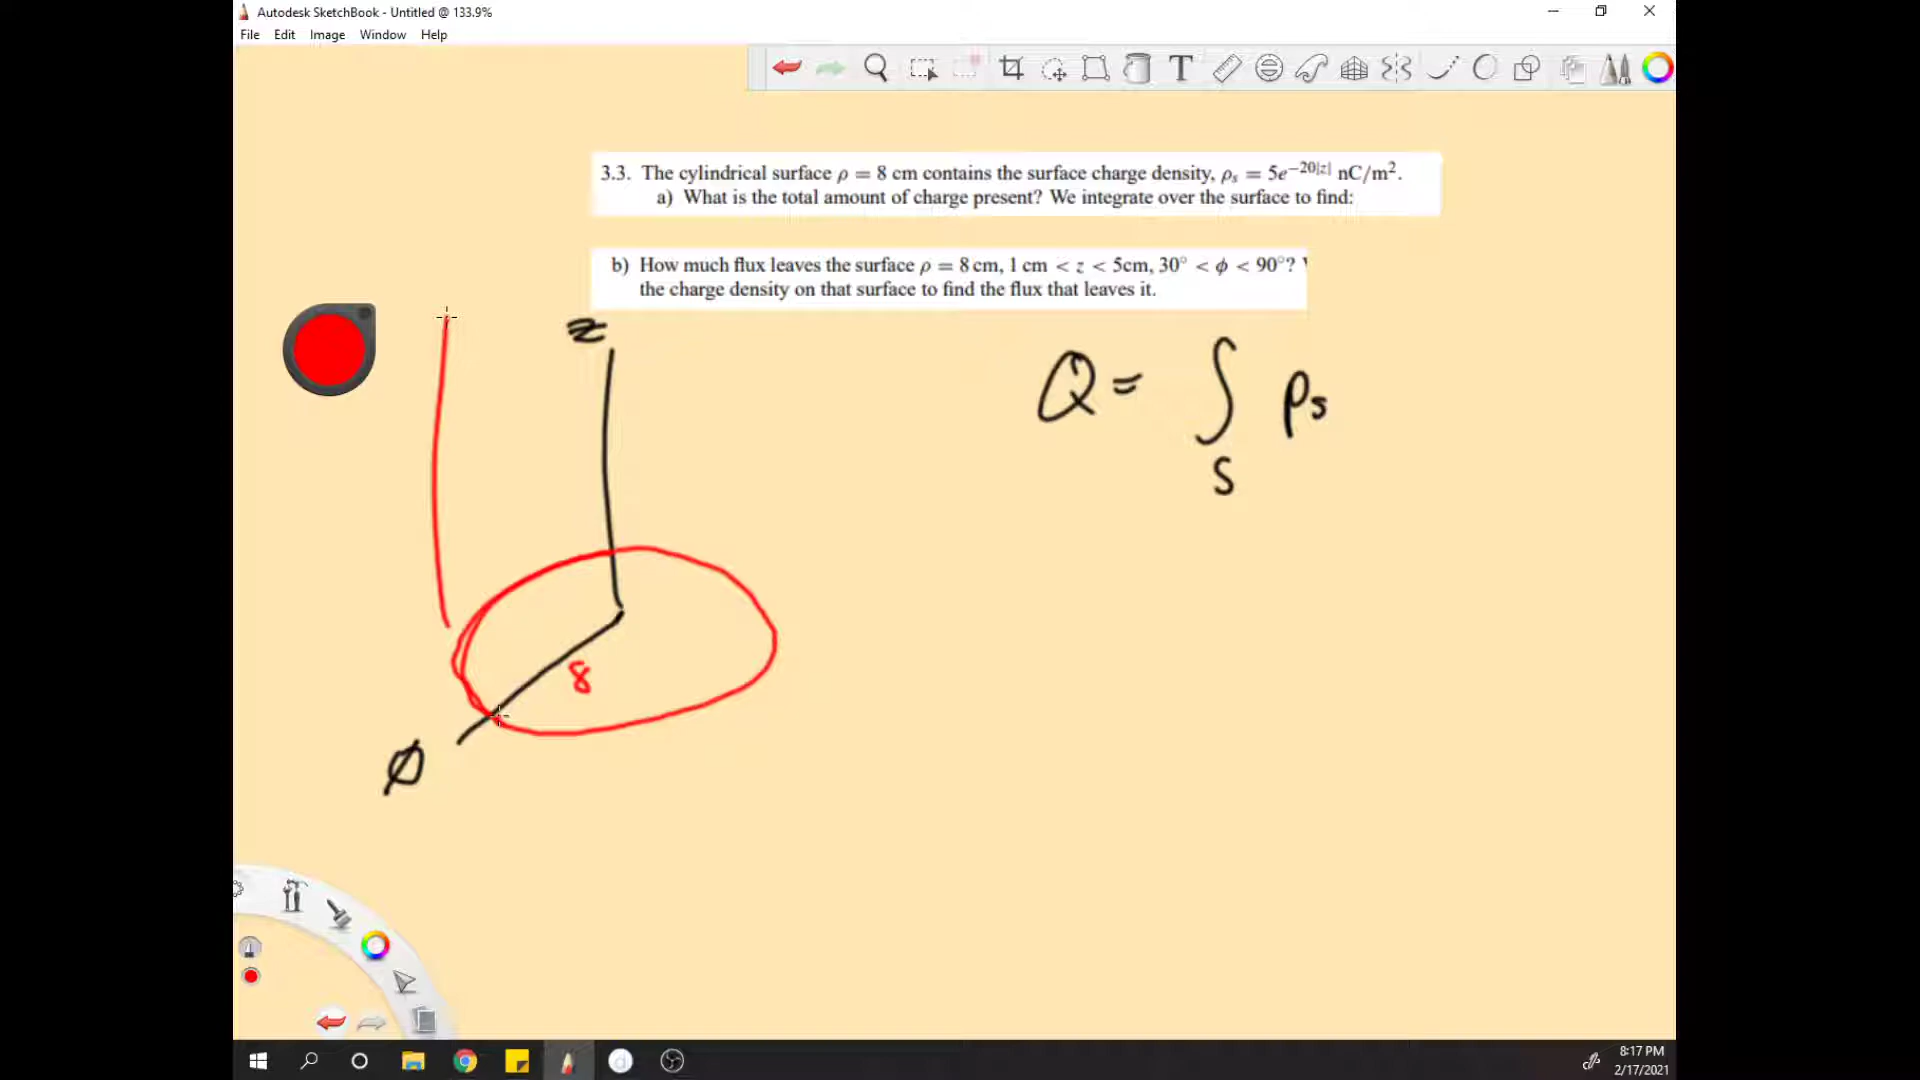 Autodesk SketchBook - Untitled @ 133.9%
File Edit Image Window Help
3.3. The cylindrical surface ρ = 8 cm contains the surface charge density, ρₛ = 5e^{−20|z|} nC/m².
a) What is the total amount of charge present? We integrate over the surface to find:
b) How much flux leaves the surface ρ = 8 cm, 1 cm < z < 5cm, 30° < ϕ < 90°?
the charge density on that surface to find the flux that leaves it.
z
Q = ∫ ρs
S
8
Ø
8:17 PM
2/17/2021